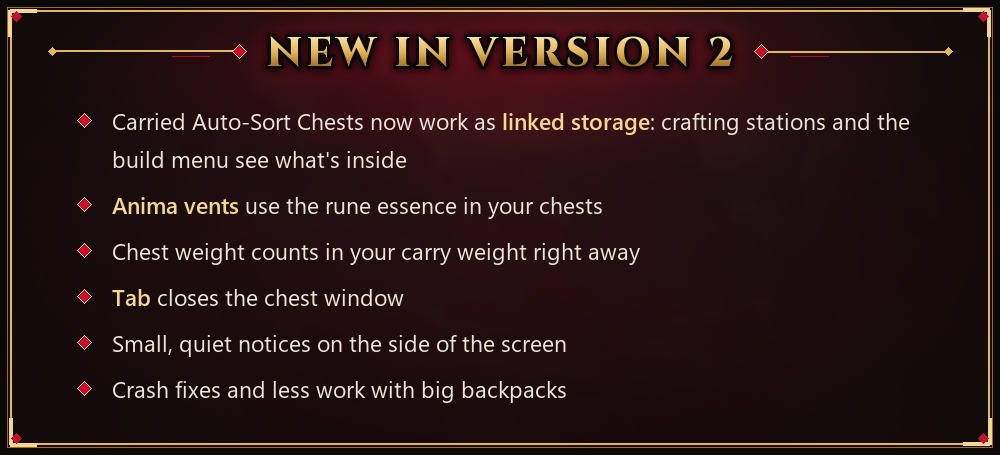 NEW IN VERSION 2
Carried Auto-Sort Chests now work as linked storage: crafting stations and the
build menu see what's inside
Anima vents use the rune essence in your chests
Chest weight counts in your carry weight right away
Tab closes the chest window
Small, quiet notices on the side of the screen
Crash fixes and less work with big backpacks